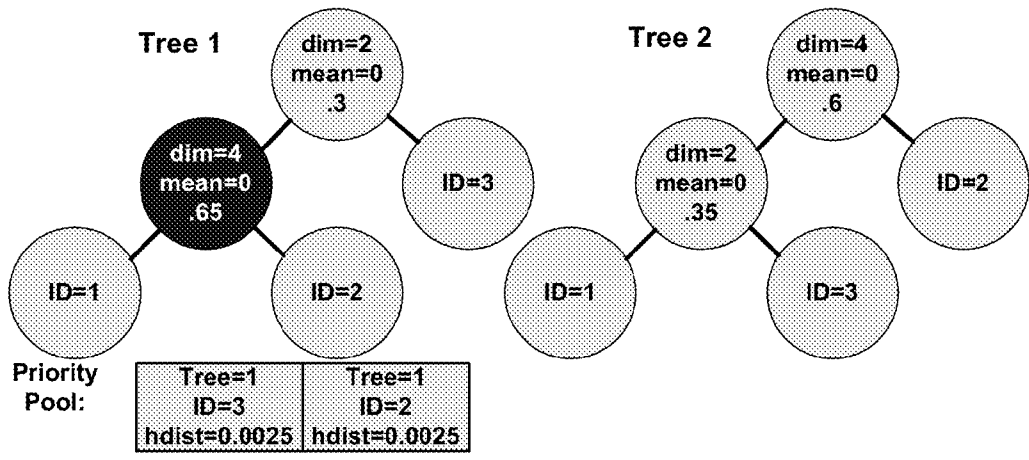 Tree 1
dim=2
mean=0
.3
dim=4
mean=0
.65
ID=3
ID=1
ID=2
Tree 2
dim=4
mean=0
.6
dim=2
mean=0
.35
ID=2
ID=1
ID=3
Priority
Pool:
Tree=1
ID=3
hdist=0.0025
Tree=1
ID=2
hdist=0.0025